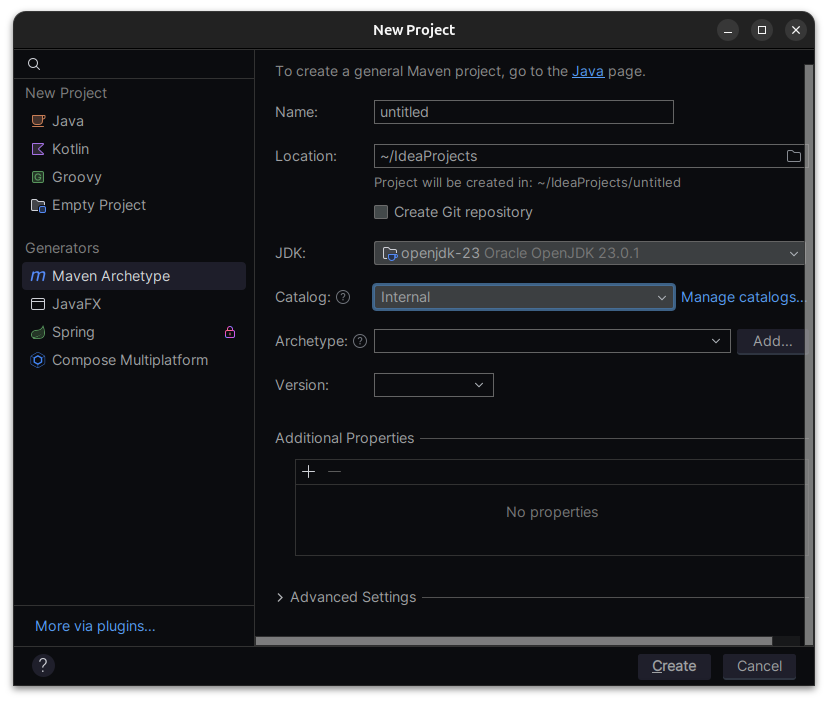 New Project
New Project
Java
Kotlin
Groovy
Empty Project
Generators
Maven Archetype
JavaFX
Spring
Compose Multiplatform
More via plugins...
To create a general Maven project, go to the Java page.
Name: untitled
Location: ~/IdeaProjects
Project will be created in: ~/IdeaProjects/untitled
Create Git repository
JDK: openjdk-23 Oracle OpenJDK 23.0.1
Catalog: ? Internal Manage catalogs...
Archetype: ? Add...
Version:
Additional Properties
No properties
Advanced Settings
? Create Cancel